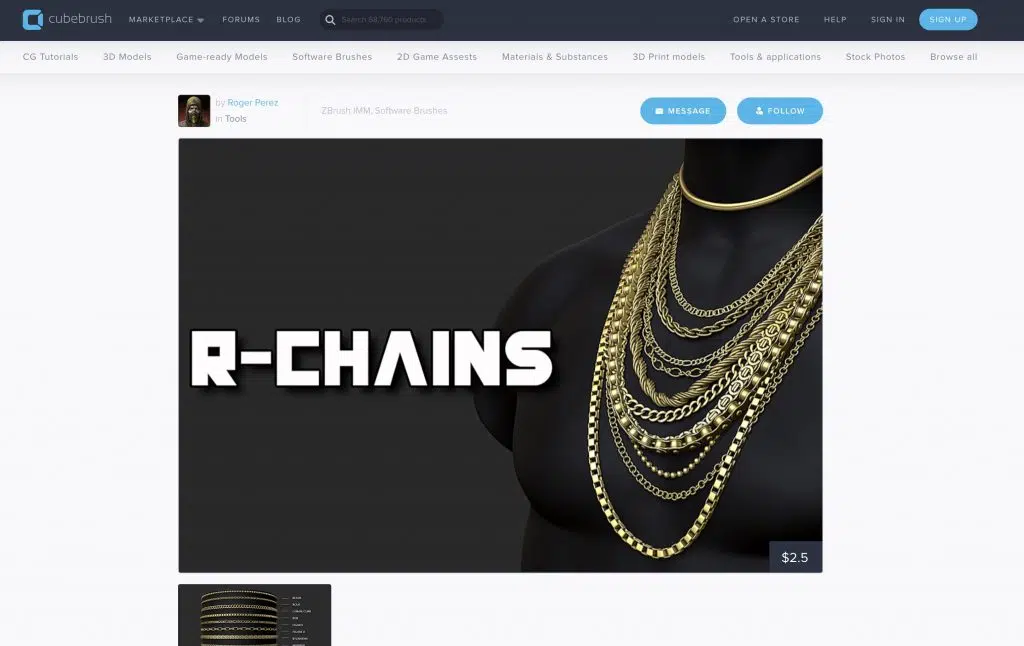 cubebrush MARKETPLACE FORUMS BLOG Search 68,760 products OPEN A STORE HELP SIGN IN SIGN UP
CG Tutorials 3D Models Game-ready Models Software Brushes 2D Game Assests Materials & Substances 3D Print models Tools & applications Stock Photos Browse all
by Roger Perez ZBrush IMM, Software Brushes MESSAGE FOLLOW
in Tools
R-CHAINS
$2.5